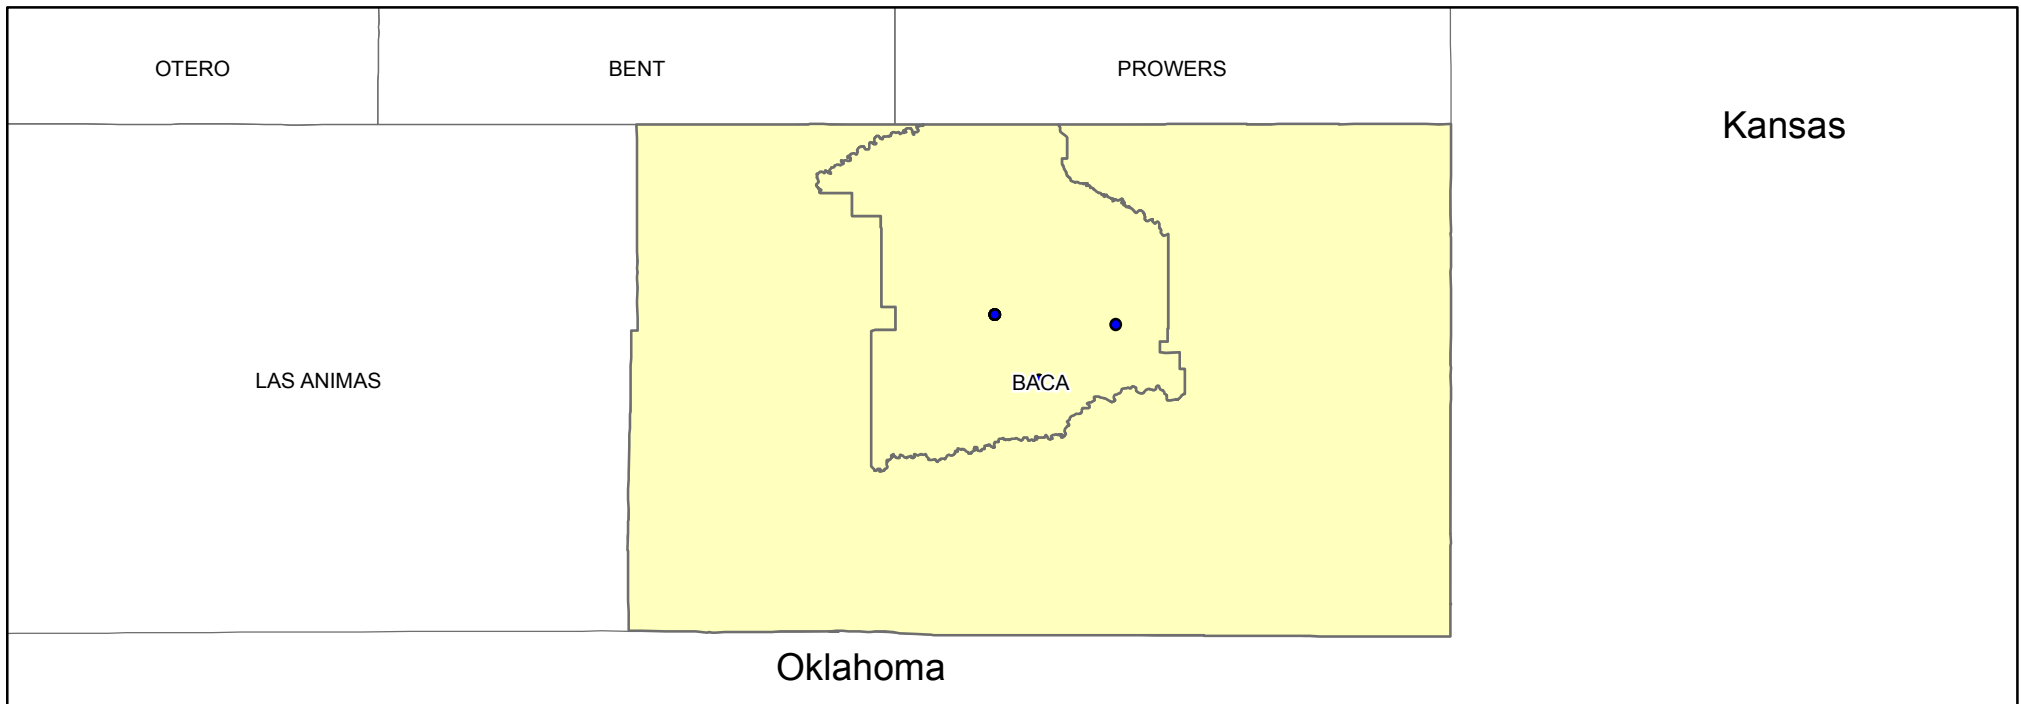 OTERO
BENT
PROWERS
Kansas
LAS ANIMAS
BACA
Oklahoma